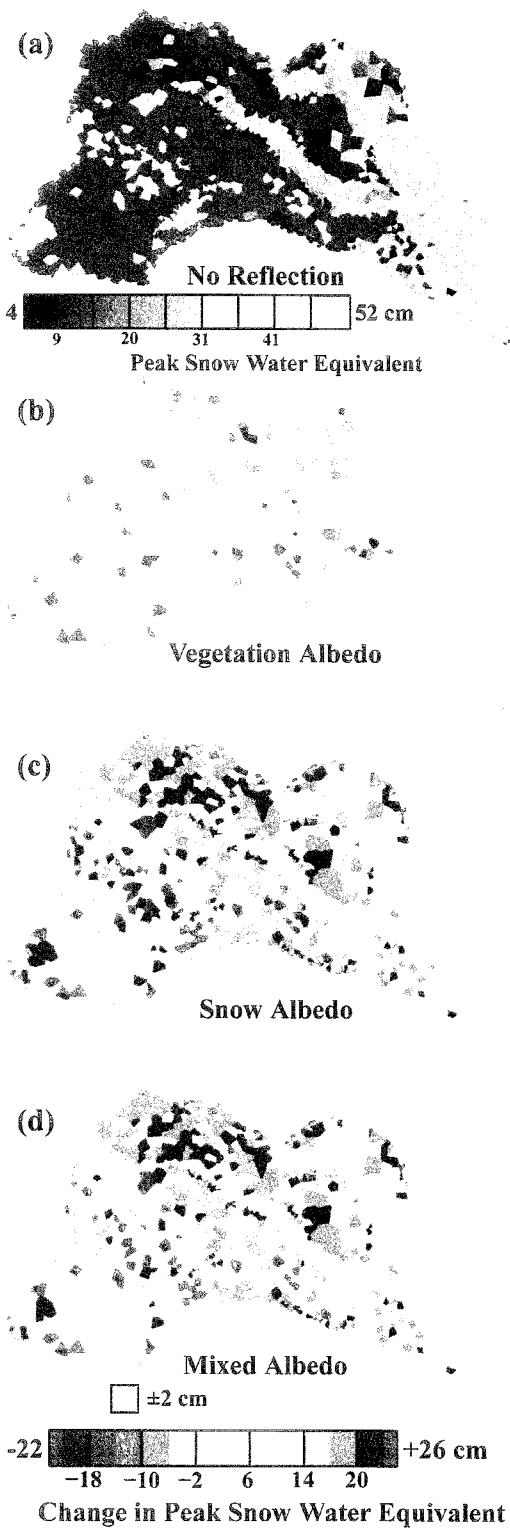 (a)
No Reflection
4 52 cm
9 20 31 41
Peak Snow Water Equivalent
(b)
Vegetation Albedo
(c)
Snow Albedo
(d)
Mixed Albedo
±2 cm
-22 +26 cm
−18 −10 −2 6 14 20
Change in Peak Snow Water Equivalent